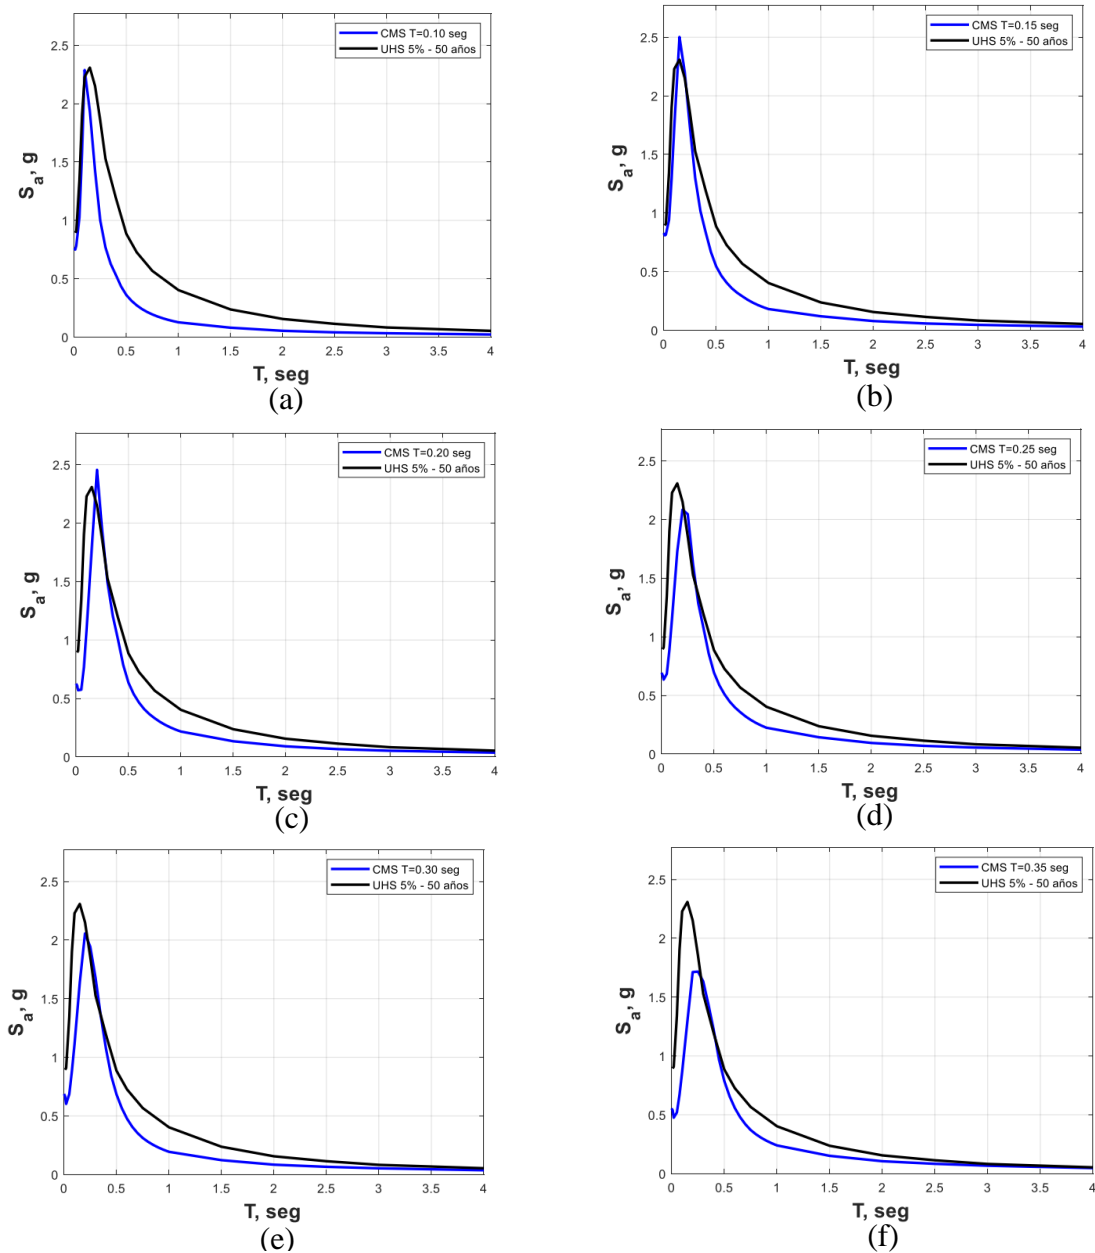 CMS T=0.10 seg
UHS 5% - 50 años
2.5
2
1.5
1
0.5
0
0 0.5 1 1.5 2 2.5 3 3.5 4
Sa, g
T, seg
(a)
CMS T=0.15 seg
UHS 5% - 50 años
2.5
2
1.5
1
0.5
0
0 0.5 1 1.5 2 2.5 3 3.5 4
Sa, g
T, seg
(b)
CMS T=0.20 seg
UHS 5% - 50 años
2.5
2
1.5
1
0.5
0
0 0.5 1 1.5 2 2.5 3 3.5 4
Sa, g
T, seg
(c)
CMS T=0.25 seg
UHS 5% - 50 años
2.5
2
1.5
1
0.5
0
0 0.5 1 1.5 2 2.5 3 3.5 4
Sa, g
T, seg
(d)
CMS T=0.30 seg
UHS 5% - 50 años
2.5
2
1.5
1
0.5
0
0 0.5 1 1.5 2 2.5 3 3.5 4
Sa, g
T, seg
(e)
CMS T=0.35 seg
UHS 5% - 50 años
2.5
2
1.5
1
0.5
0
0 0.5 1 1.5 2 2.5 3 3.5 4
Sa, g
T, seg
(f)